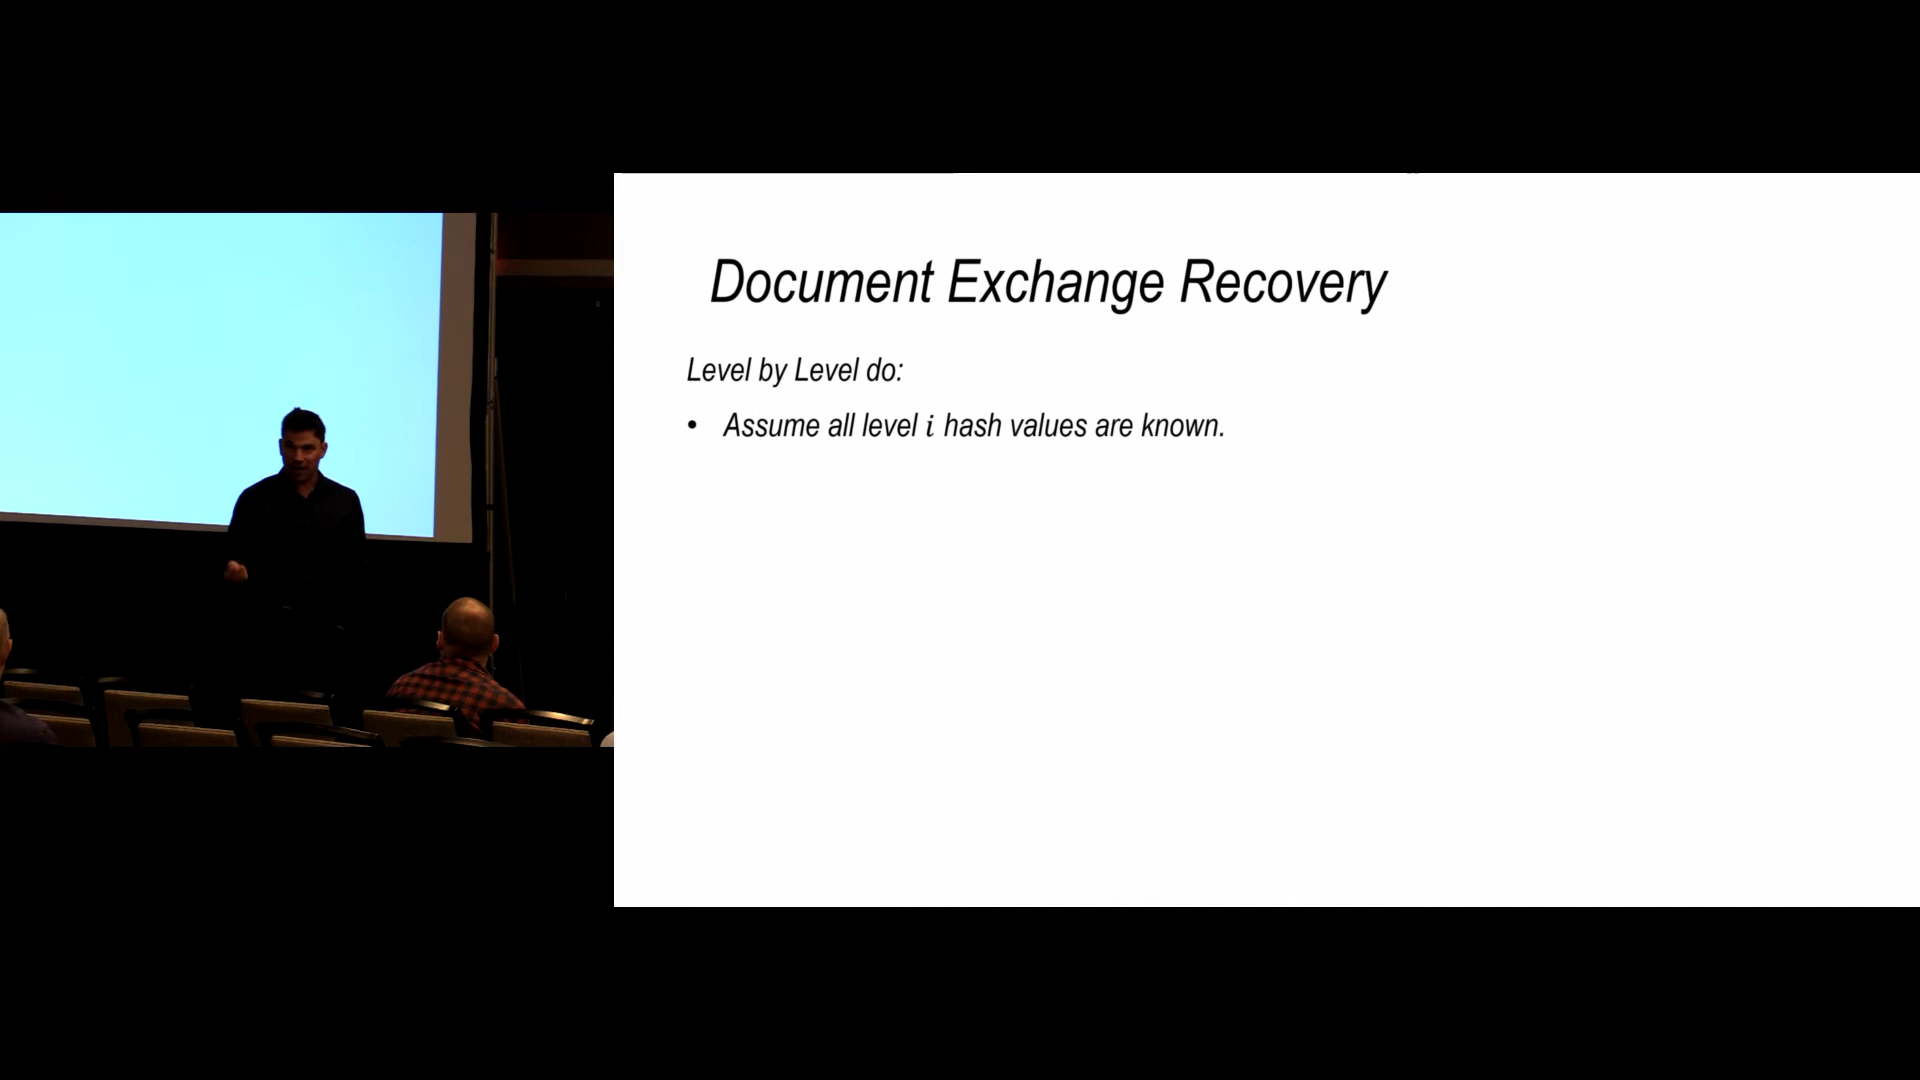 Document Exchange Recovery
Level by Level do:
• Assume all level i hash values are known.